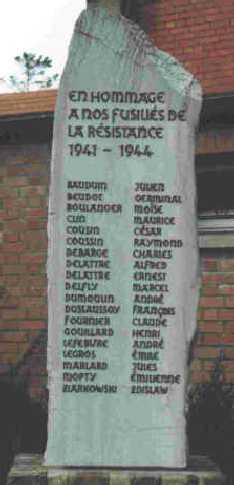 EN HOMMAGE
A NOS FUSILLÉS DE
LA RÉSISTANCE
1941 - 1944
BAUDUIN JULIEN
BEUDOT GERMINAL
BOULANGER MOÏSE
CLIN MAURICE
COUSIN CÉSAR
COUSSIN RAYMOND
DEBARGE CHARLES
DELATTRE ALFRED
DELATTRE ERNEST
DELFLY MARCEL
DUMOULIN ANDRÉ
FRANÇOIS
FOURNIER CLAUDE
GOUILLARD HENRI
LEFEBVRE ANDRÉ
LEGROS ÉMILE
MAILLARD JULES
MOPTY ÉMILIENNE
ZIARKOWSKI ZDISLAW